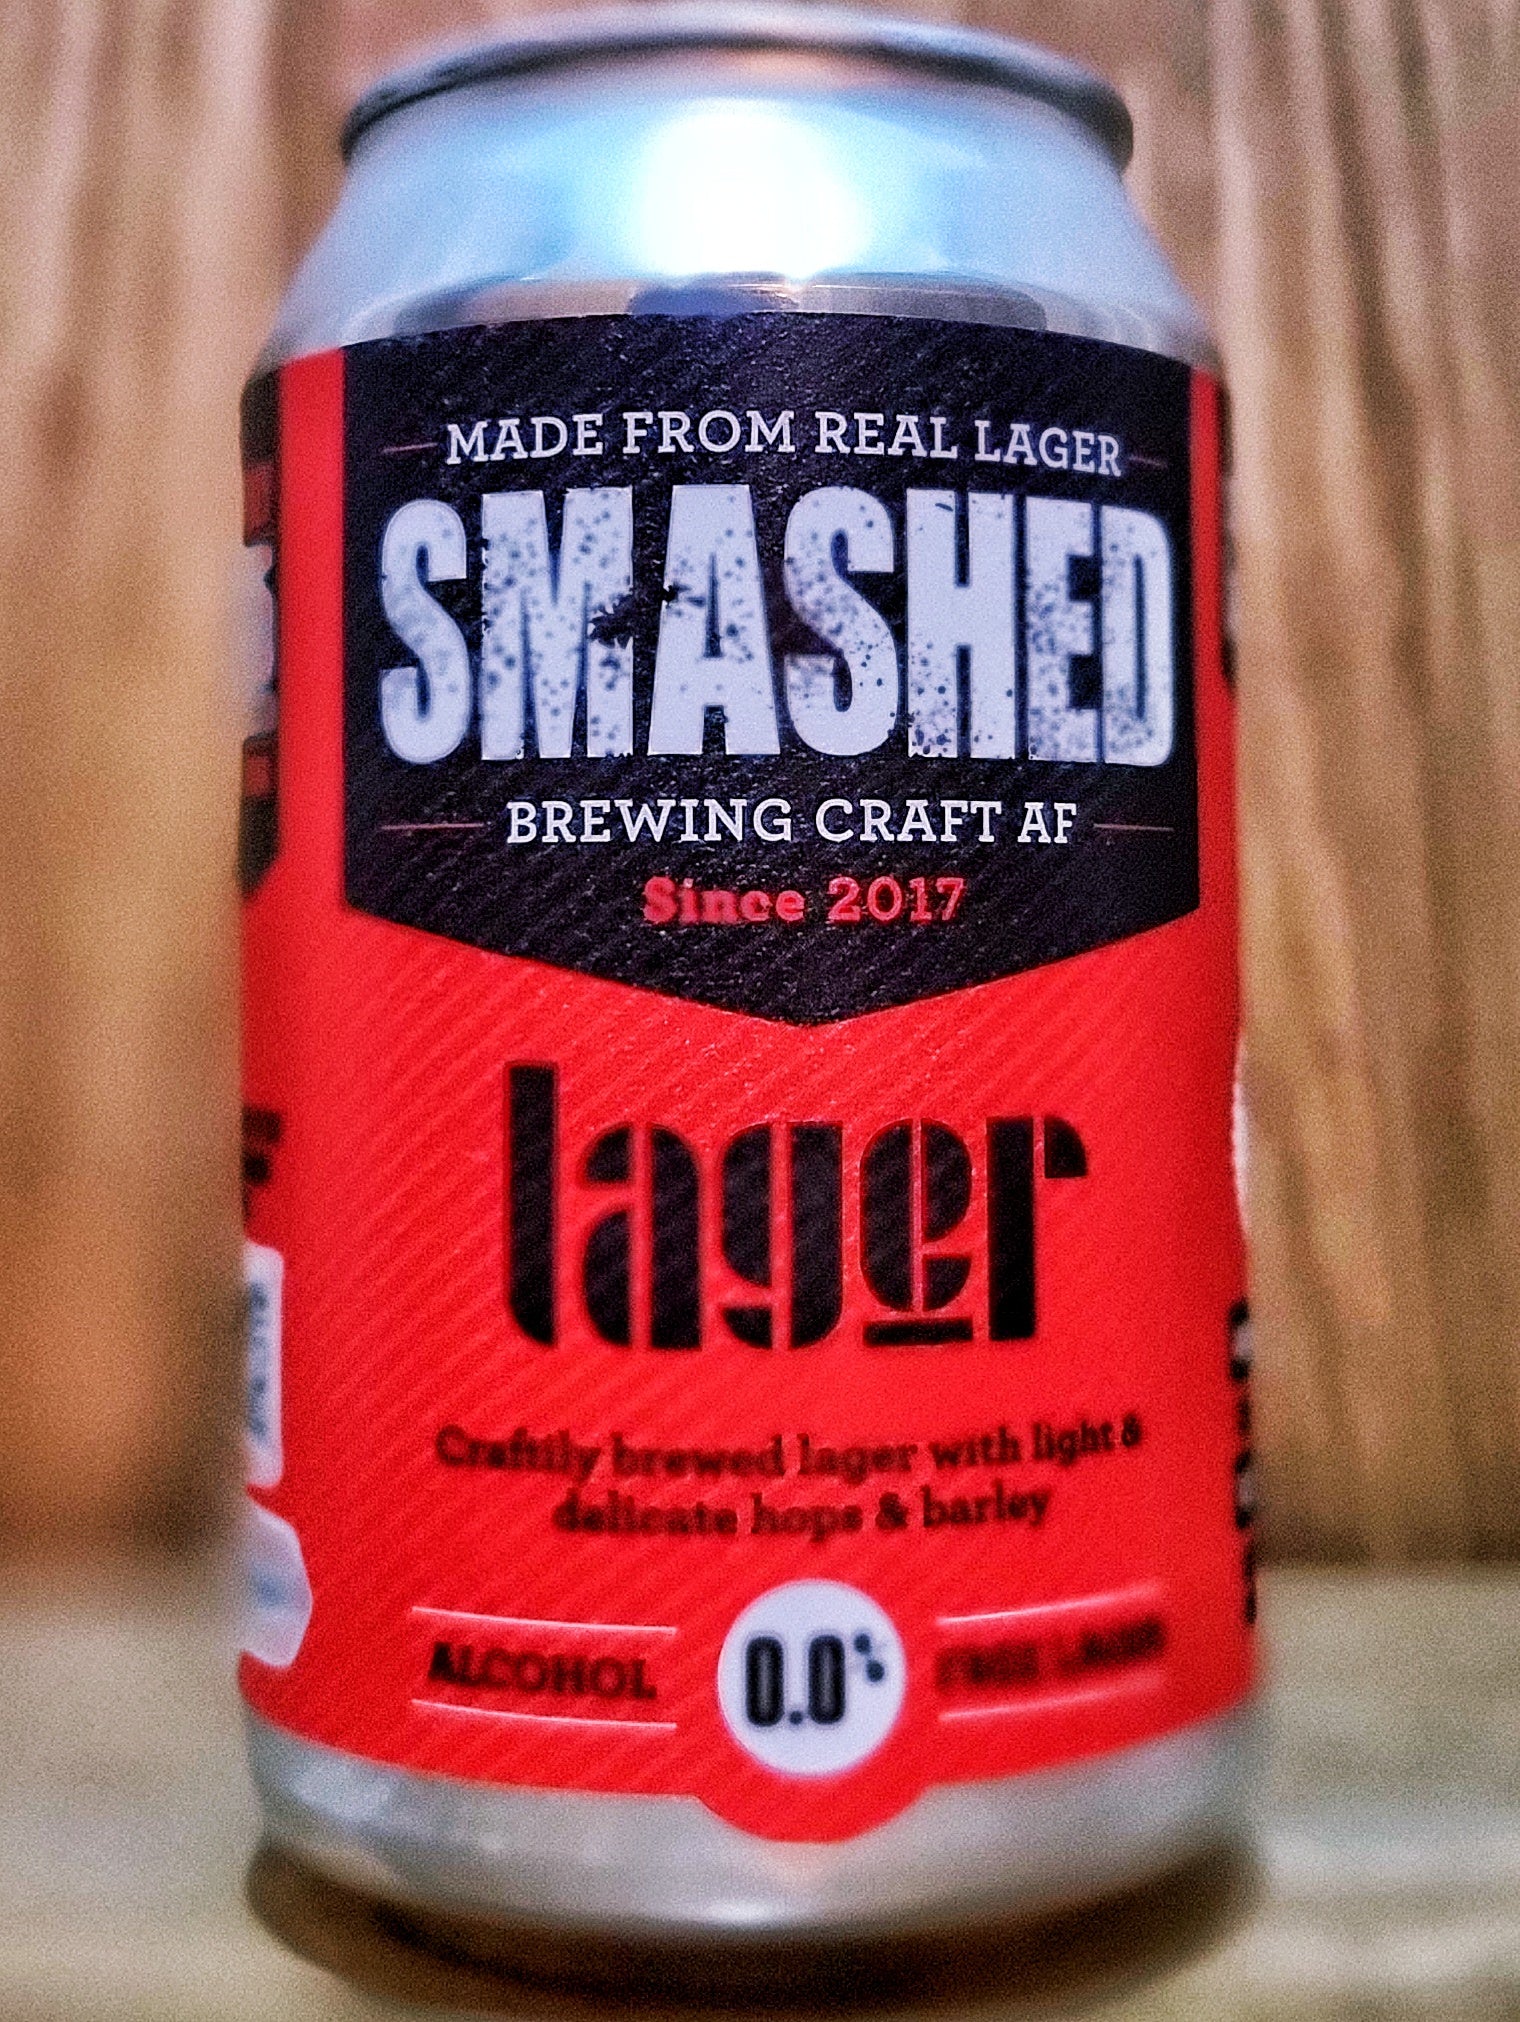 MADE FROM REAL LAGER
SMASHED
BREWING CRAFT AF
Since 2017
lager
Craftily brewed lager with light &
delicate hops & barley
ALCOHOL 0.0% FREE LAGER